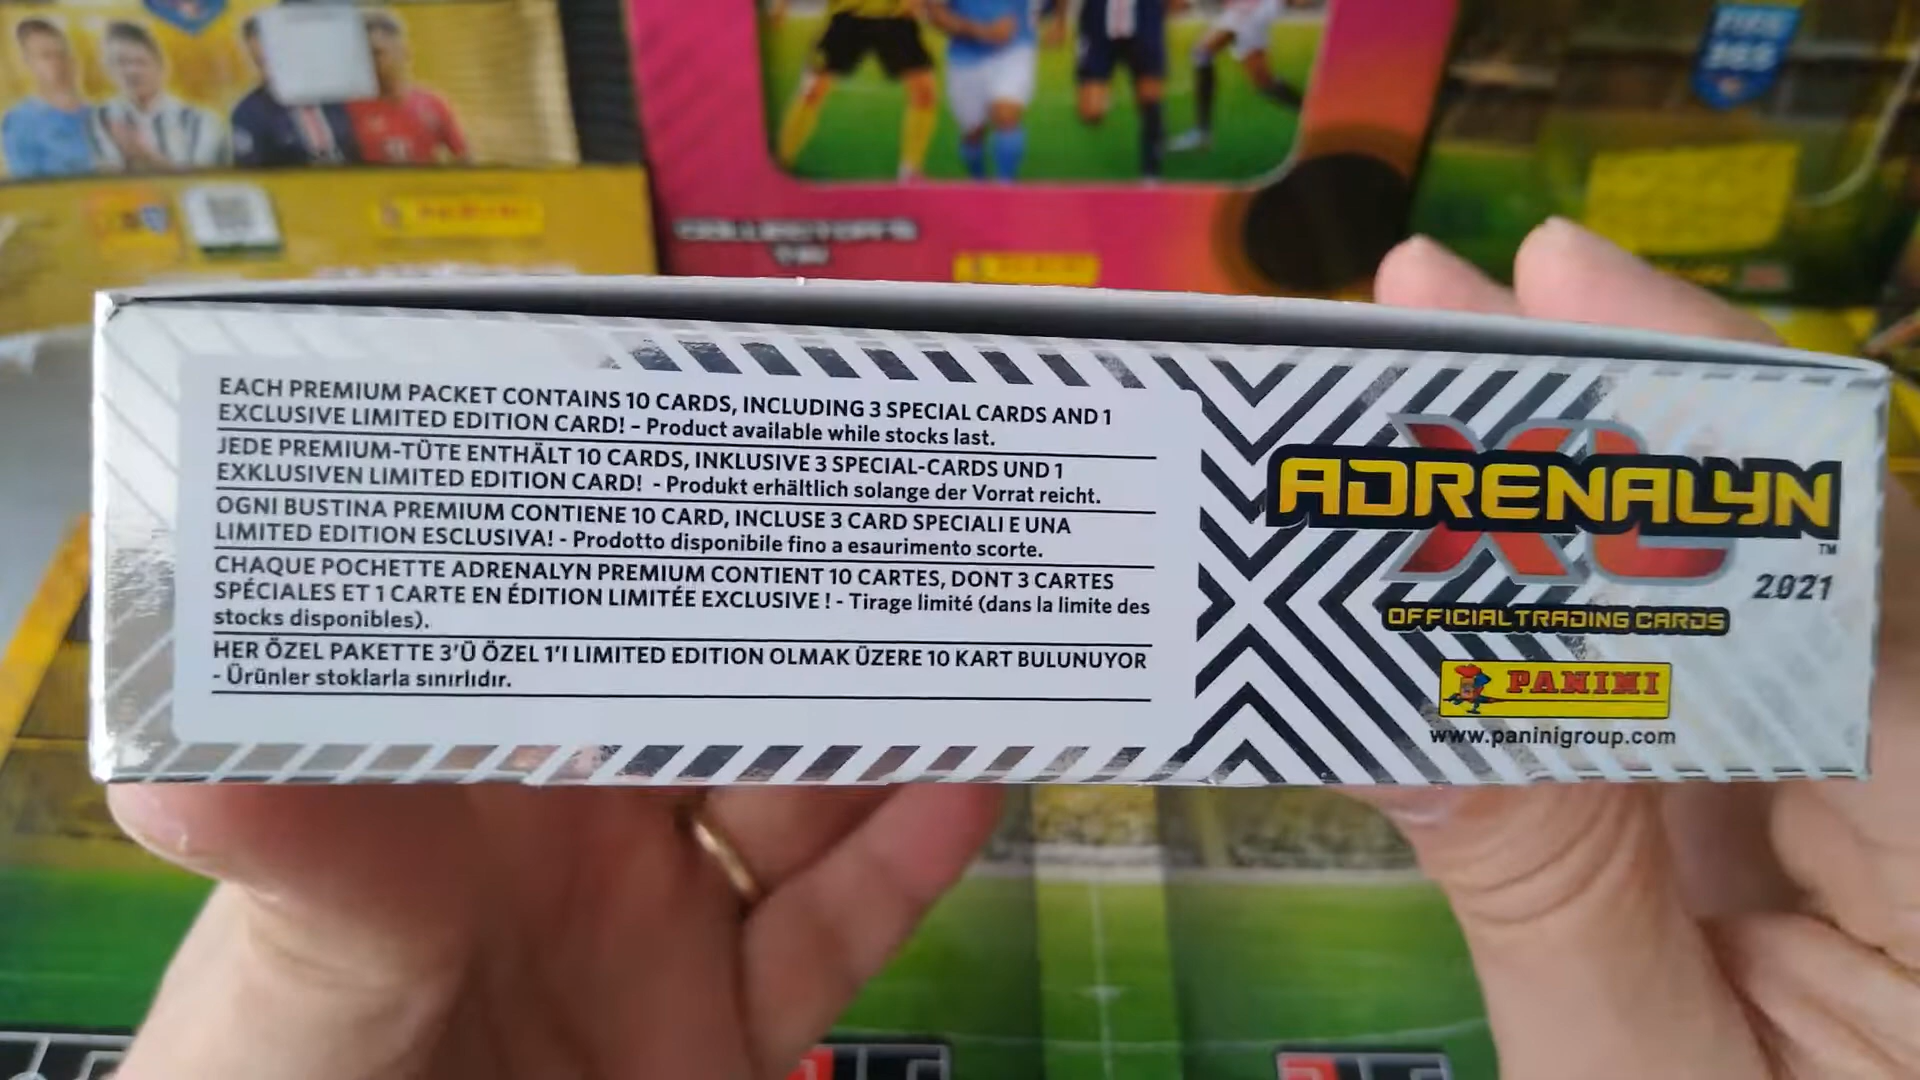 FIFA
365
PANINI
COLLECTOR'S
TIN
EACH PREMIUM PACKET CONTAINS 10 CARDS, INCLUDING 3 SPECIAL CARDS AND 1
EXCLUSIVE LIMITED EDITION CARD! – Product available while stocks last.
JEDE PREMIUM-TÜTE ENTHÄLT 10 CARDS, INKLUSIVE 3 SPECIAL-CARDS UND 1
EXKLUSIVEN LIMITED EDITION CARD! - Produkt erhältlich solange der Vorrat reicht.
OGNI BUSTINA PREMIUM CONTIENE 10 CARD, INCLUSE 3 CARD SPECIALI E UNA
LIMITED EDITION ESCLUSIVA! - Prodotto disponibile fino a esaurimento scorte.
CHAQUE POCHETTE ADRENALYN PREMIUM CONTIENT 10 CARTES, DONT 3 CARTES
SPÉCIALES ET 1 CARTE EN ÉDITION LIMITÉE EXCLUSIVE ! - Tirage limité (dans la limite des
stocks disponibles).
HER ÖZEL PAKETTE 3'Ü ÖZEL 1'I LIMITED EDITION OLMAK ÜZERE 10 KART BULUNUYOR
- Ürünler stoklarla sınırlıdır.
ADRENALYN
XL
™
2021
OFFICIAL TRADING CARDS
PANINI
www.paninigroup.com